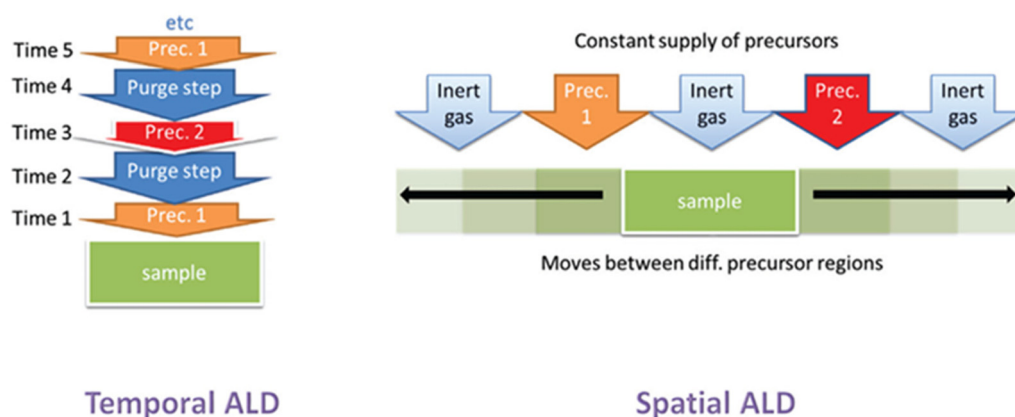 etc
Time 5
Prec. 1
Time 4
Purge step
Time 3
Prec. 2
Time 2
Purge step
Time 1
Prec. 1
sample
Temporal ALD
Constant supply of precursors
Inert
gas
Prec.
1
Inert
gas
Prec.
2
Inert
gas
sample
Moves between diff. precursor regions
Spatial ALD